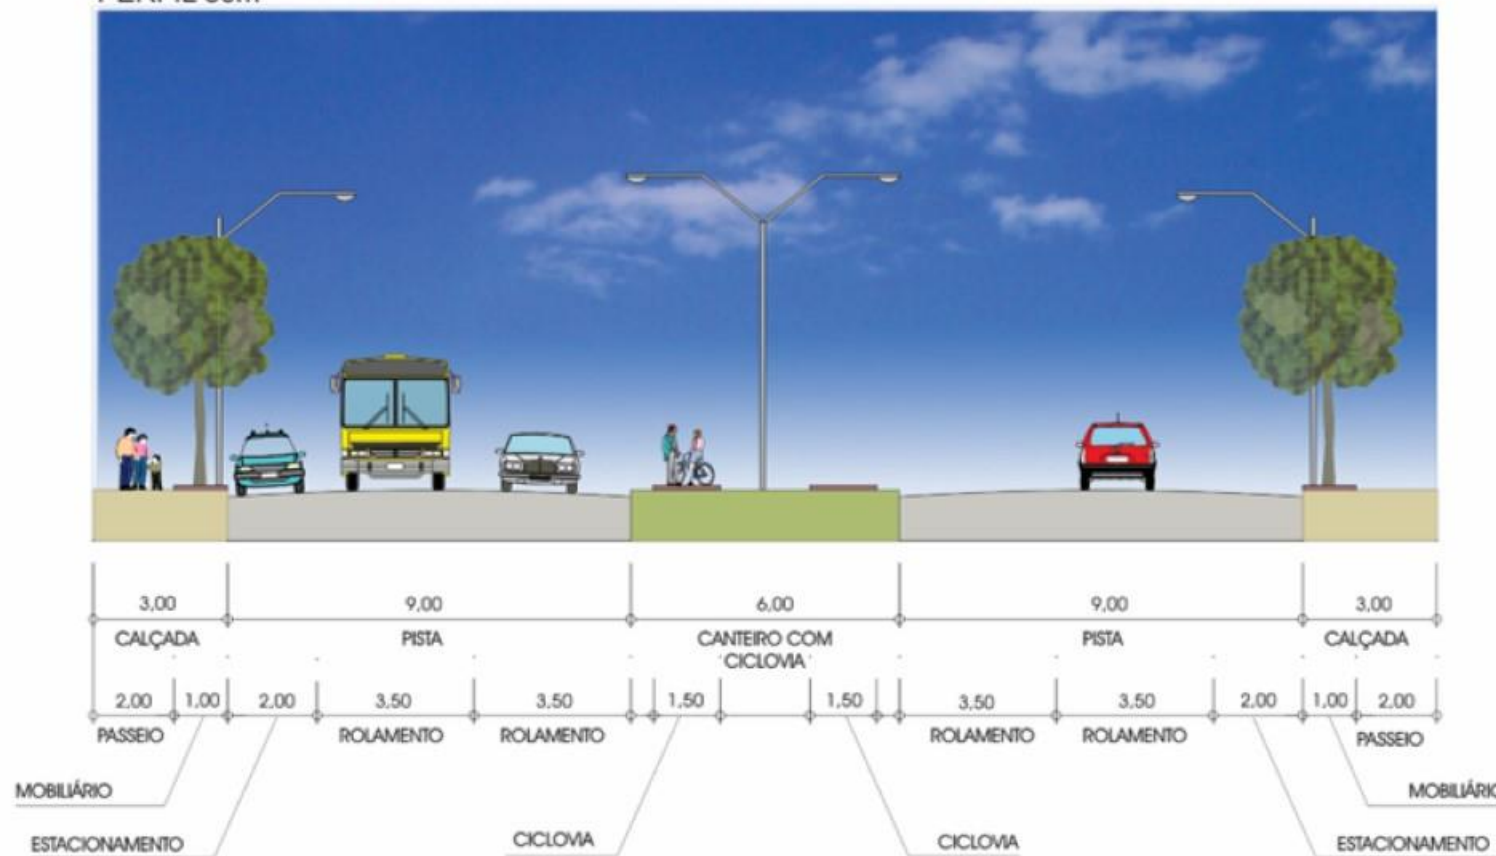 3,00 9,00 6,00 9,00 3,00
CALÇADA PISTA CANTEIRO COM PISTA CALÇADA
CICLOVIA
2,00 1,00 2,00 3,50 3,50 1,50 1,50 3,50 3,50 2,00 1,00 2,00
PASSEIO ROLAMENTO ROLAMENTO ROLAMENTO ROLAMENTO PASSEIO
MOBILIÁRIO MOBILIÁRIO
ESTACIONAMENTO CICLOVIA CICLOVIA ESTACIONAMENTO